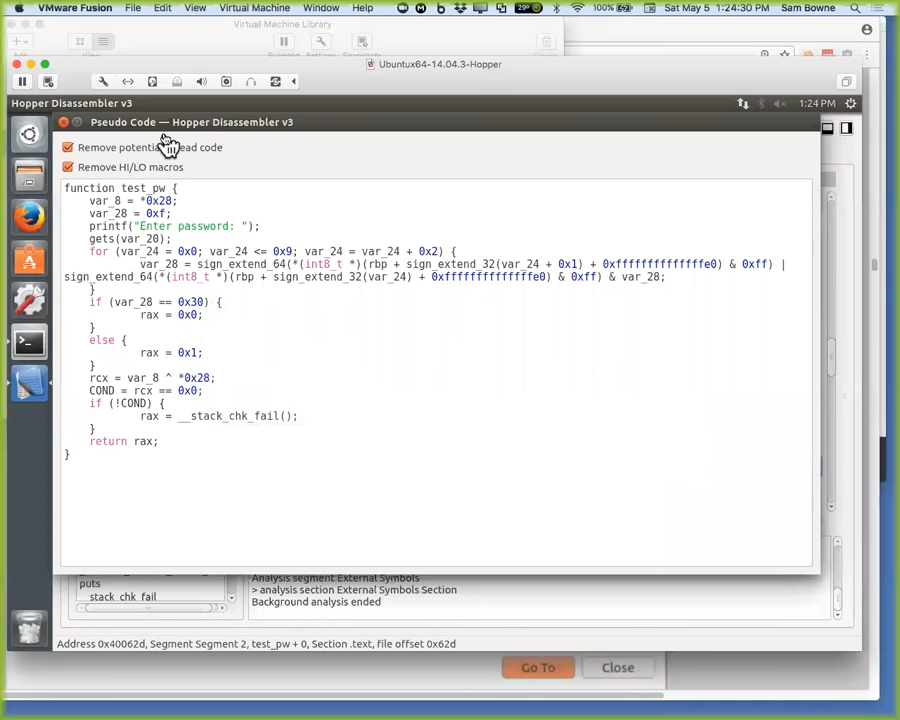 VMware Fusion File Edit View Virtual Machine Window Help 29° 100% Sat May 5 1:24:30 PM Sam Bowne
Virtual Machine Library
Ubuntux64-14.04.3-Hopper
Hopper Disassembler v3 1:24 PM
Pseudo Code — Hopper Disassembler v3
Remove potential dead code
Remove HI/LO macros
function test_pw {
var_8 = *0x28;
var_28 = 0xf;
printf("Enter password: ");
gets(var_20);
for (var_24 = 0x0; var_24 <= 0x9; var_24 = var_24 + 0x2) {
var_28 = sign_extend_64(*(int8_t *)(rbp + sign_extend_32(var_24 + 0x1) + 0xffffffffffffffe0) & 0xff) |
sign_extend_64(*(int8_t *)(rbp + sign_extend_32(var_24) + 0xffffffffffffffe0) & 0xff) & var_28;
}
if (var_28 == 0x30) {
rax = 0x0;
}
else {
rax = 0x1;
}
rcx = var_8 ^ *0x28;
COND = rcx == 0x0;
if (!COND) {
rax = __stack_chk_fail();
}
return rax;
}
puts
stack_chk_fail
Analysis segment External Symbols
> analysis section External Symbols Section
Background analysis ended
Address 0x40062d, Segment Segment 2, test_pw + 0, Section .text, file offset 0x62d
Go To Close